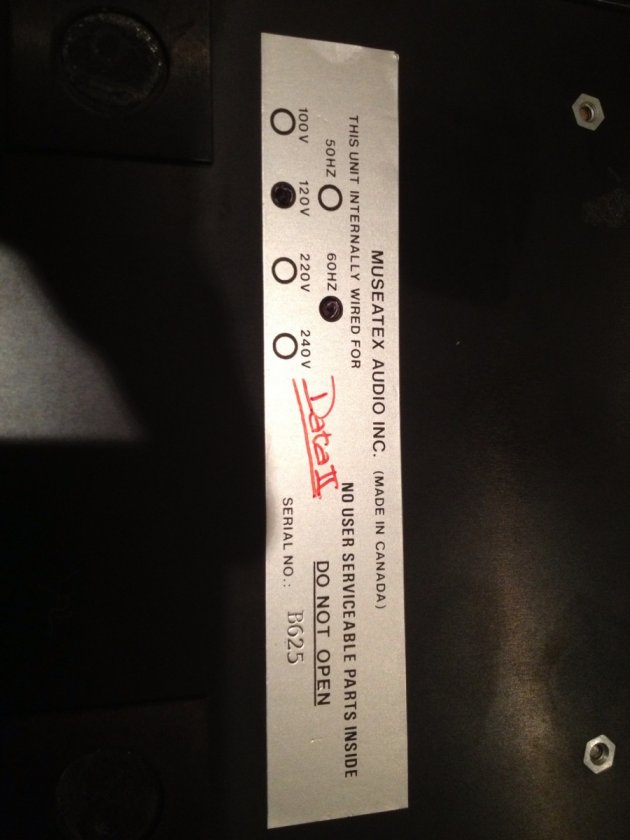 MUSEATEX AUDIO INC. (MADE IN CANADA)
THIS UNIT INTERNALLY WIRED FOR
50HZ 60HZ
100V 120V 220V 240V
Data II
NO USER SERVICEABLE PARTS INSIDE
DO NOT OPEN
SERIAL NO.: B625